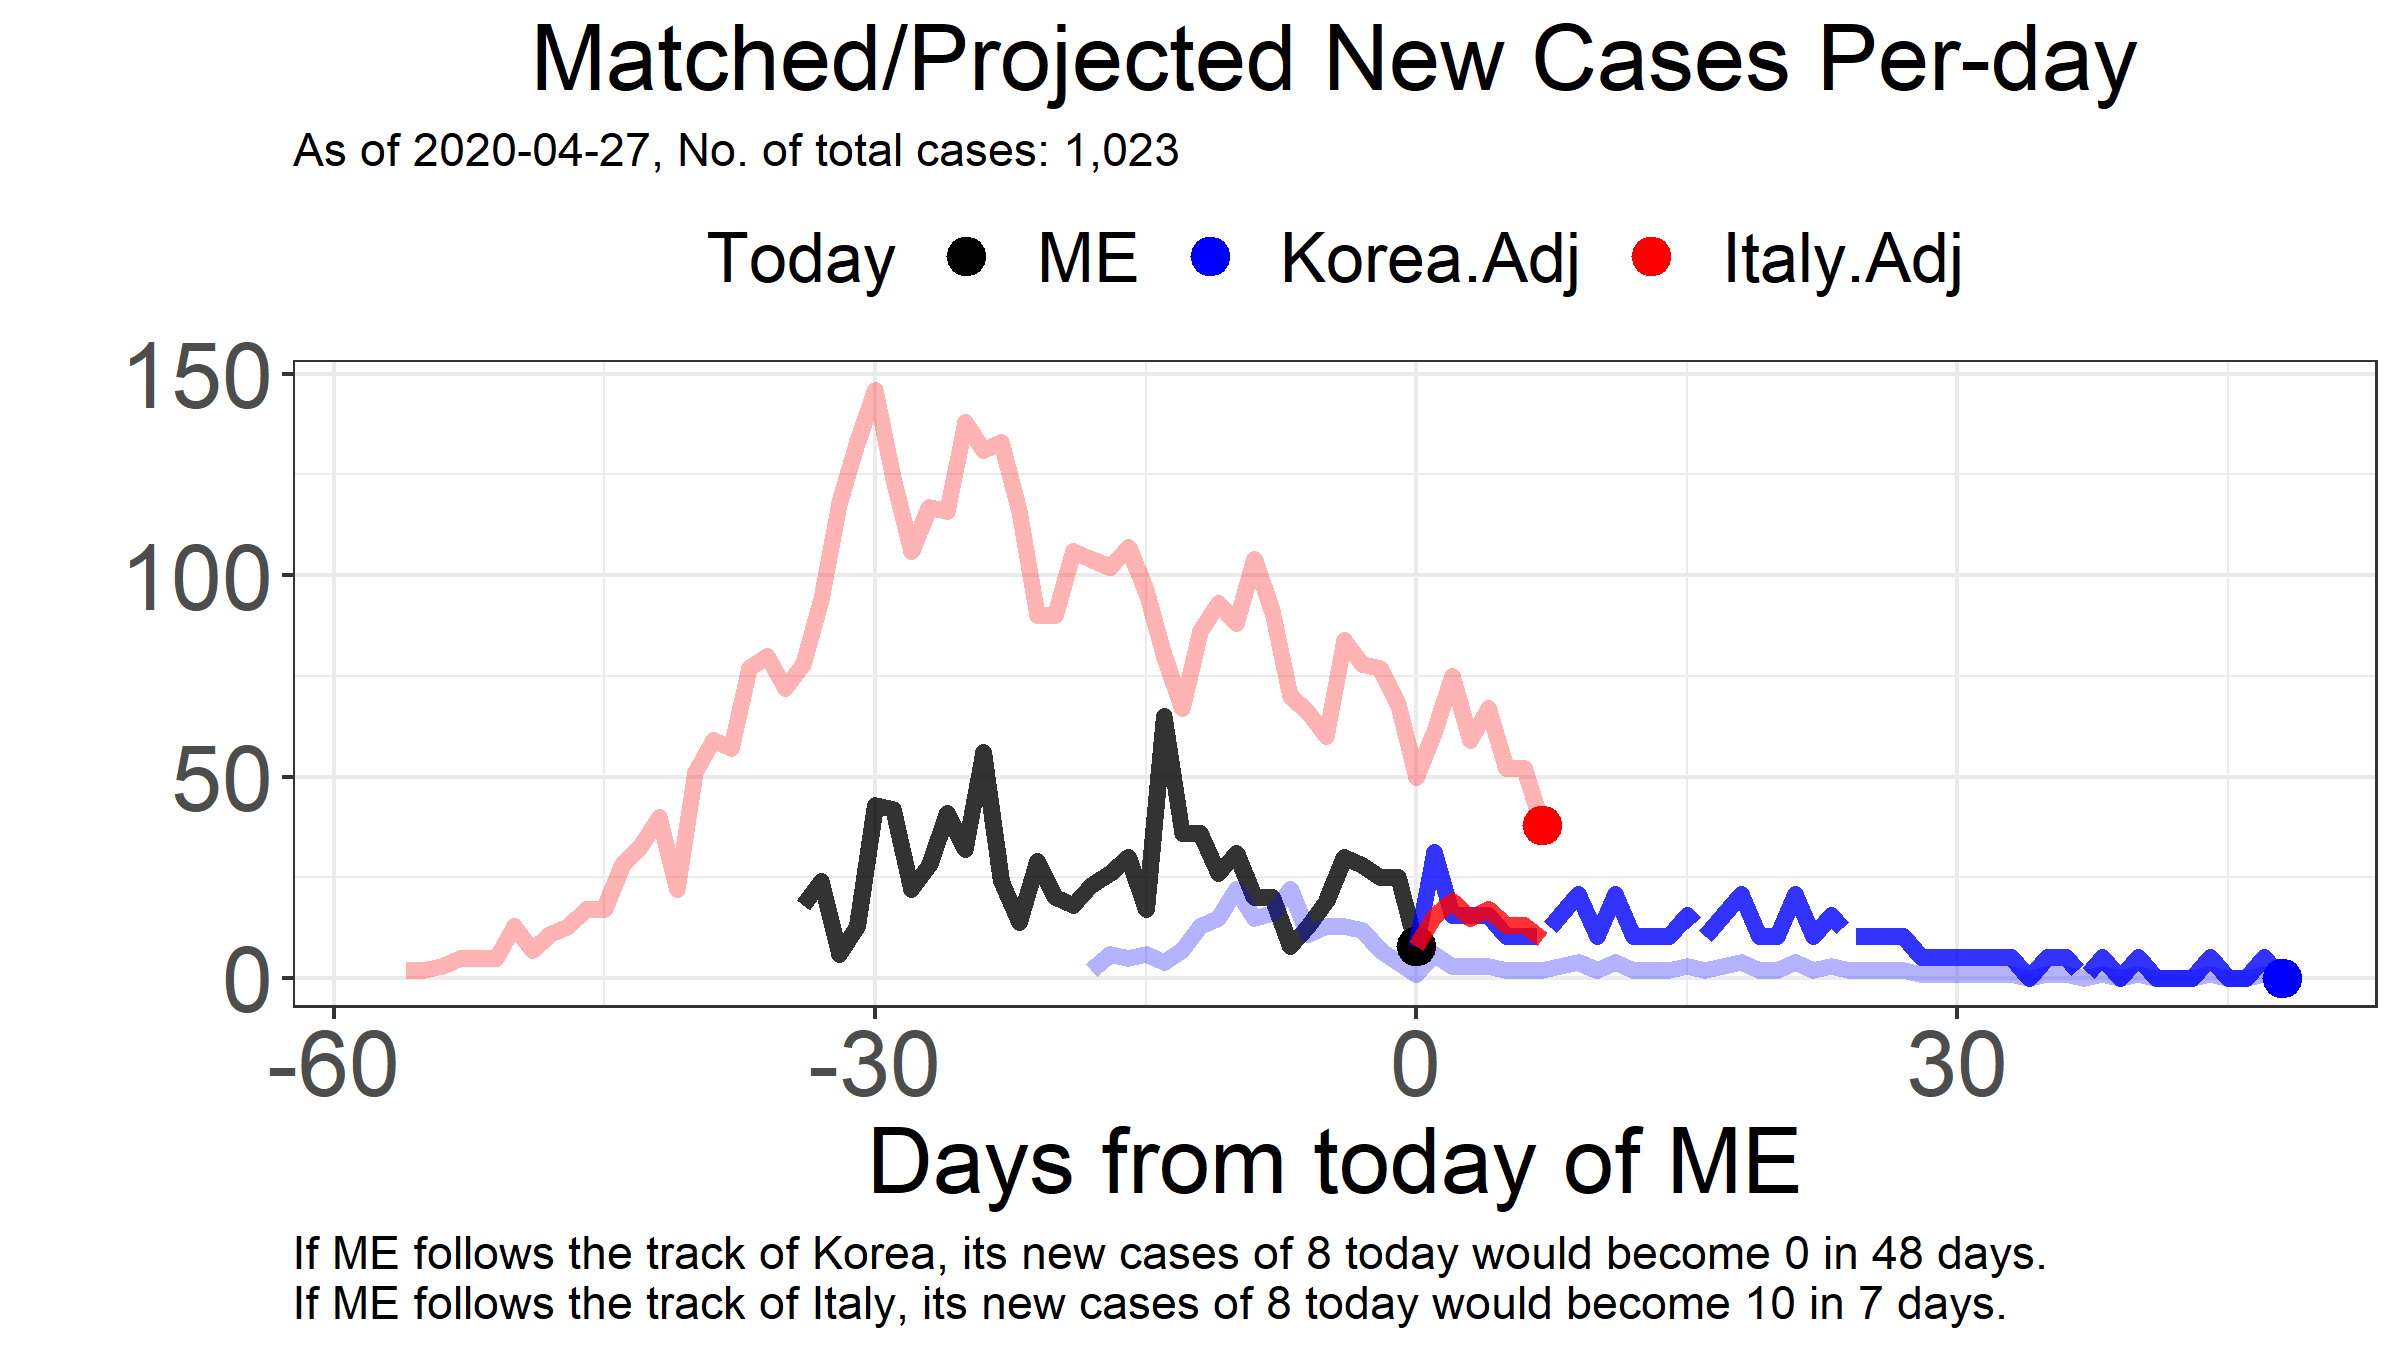 Matched/Projected New Cases Per-day
As of 2020-04-27, No. of total cases: 1,023
Today ME Korea.Adj Italy.Adj
150
100
50
0
-60 -30 0 30
Days from today of ME
If ME follows the track of Korea, its new cases of 8 today would become 0 in 48 days.
If ME follows the track of Italy, its new cases of 8 today would become 10 in 7 days.